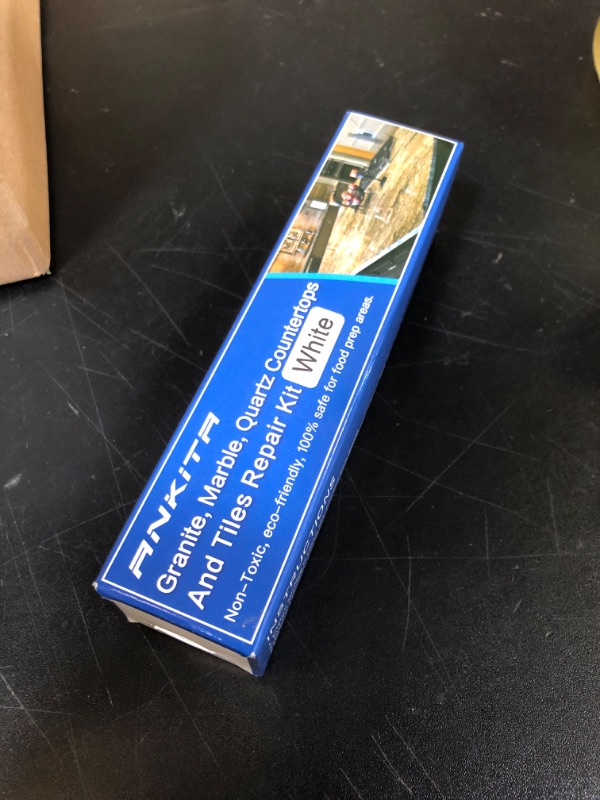 ANKITA
Granite, Marble, Quartz Countertops
And Tiles Repair Kit White
Non-Toxic, eco-friendly, 100% safe for food prep areas.
INSTRUCTIONS